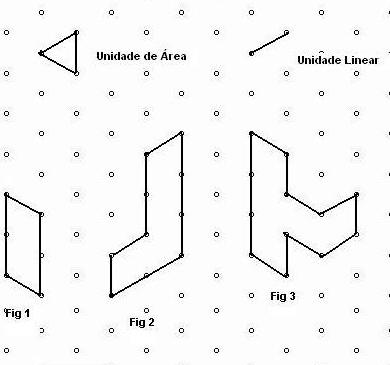 Unidade de Área
Unidade Linear
Fig 1
Fig 2
Fig 3